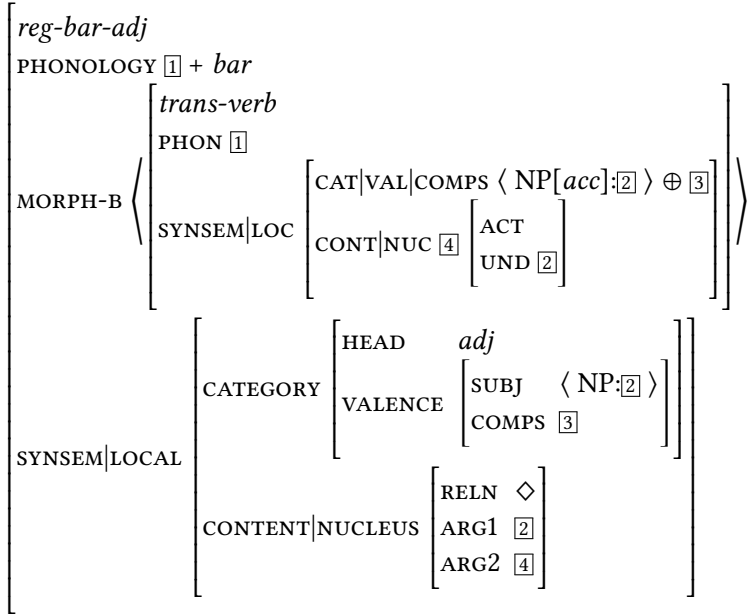 reg-bar-adj
PHONOLOGY 1 + bar
trans-verb
PHON 1
MORPH-B ⟨
CAT|VAL|COMPS ⟨ NP[acc]:2 ⟩ ⊕ 3
SYNSEM|LOC
CONT|NUC 4
ACT
UND 2
⟩
SYNSEM|LOCAL
CATEGORY
HEAD adj
VALENCE
SUBJ ⟨ NP:2 ⟩
COMPS 3
CONTENT|NUCLEUS
RELN ◇
ARG1 2
ARG2 4